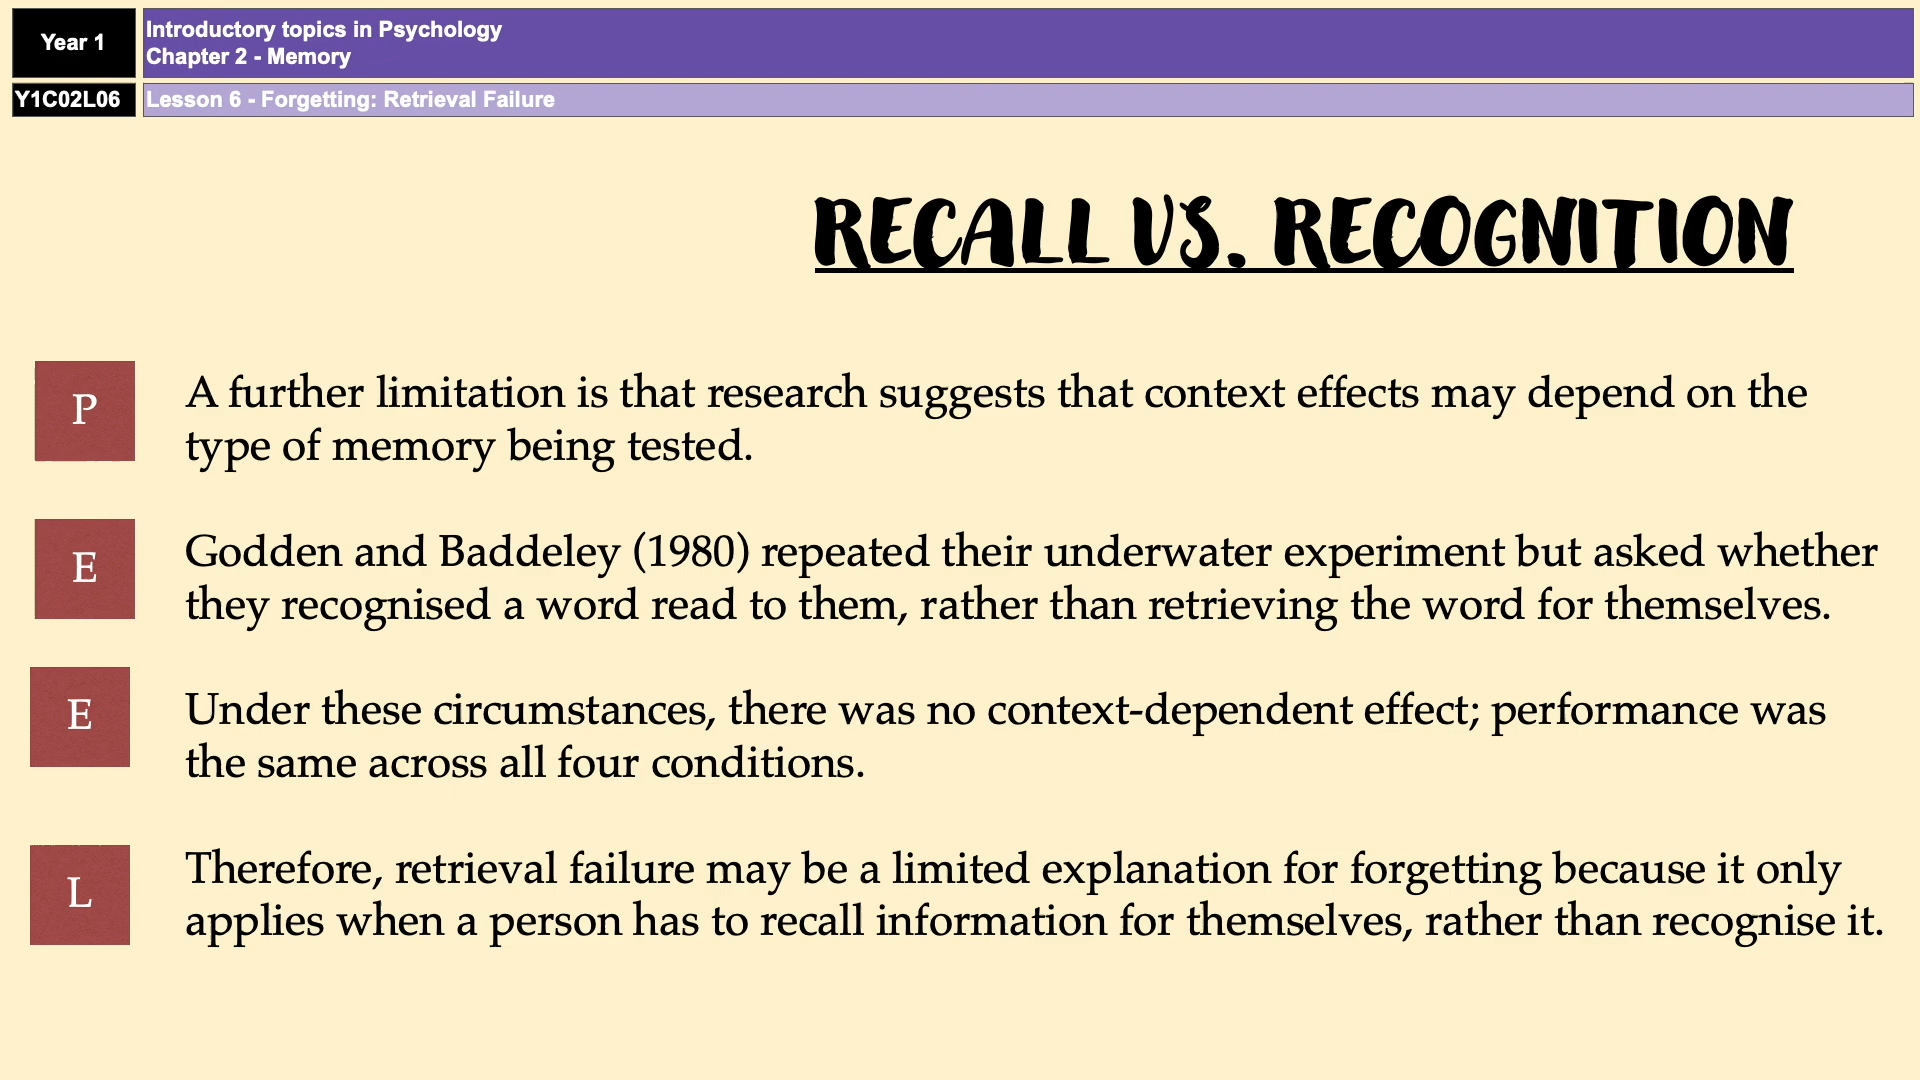 Year 1
Introductory topics in Psychology
Chapter 2 - Memory
Y1C02L06
Lesson 6 - Forgetting: Retrieval Failure
RECALL VS. RECOGNITION
P
A further limitation is that research suggests that context effects may depend on the
type of memory being tested.
E
Godden and Baddeley (1980) repeated their underwater experiment but asked whether
they recognised a word read to them, rather than retrieving the word for themselves.
E
Under these circumstances, there was no context-dependent effect; performance was
the same across all four conditions.
L
Therefore, retrieval failure may be a limited explanation for forgetting because it only
applies when a person has to recall information for themselves, rather than recognise it.